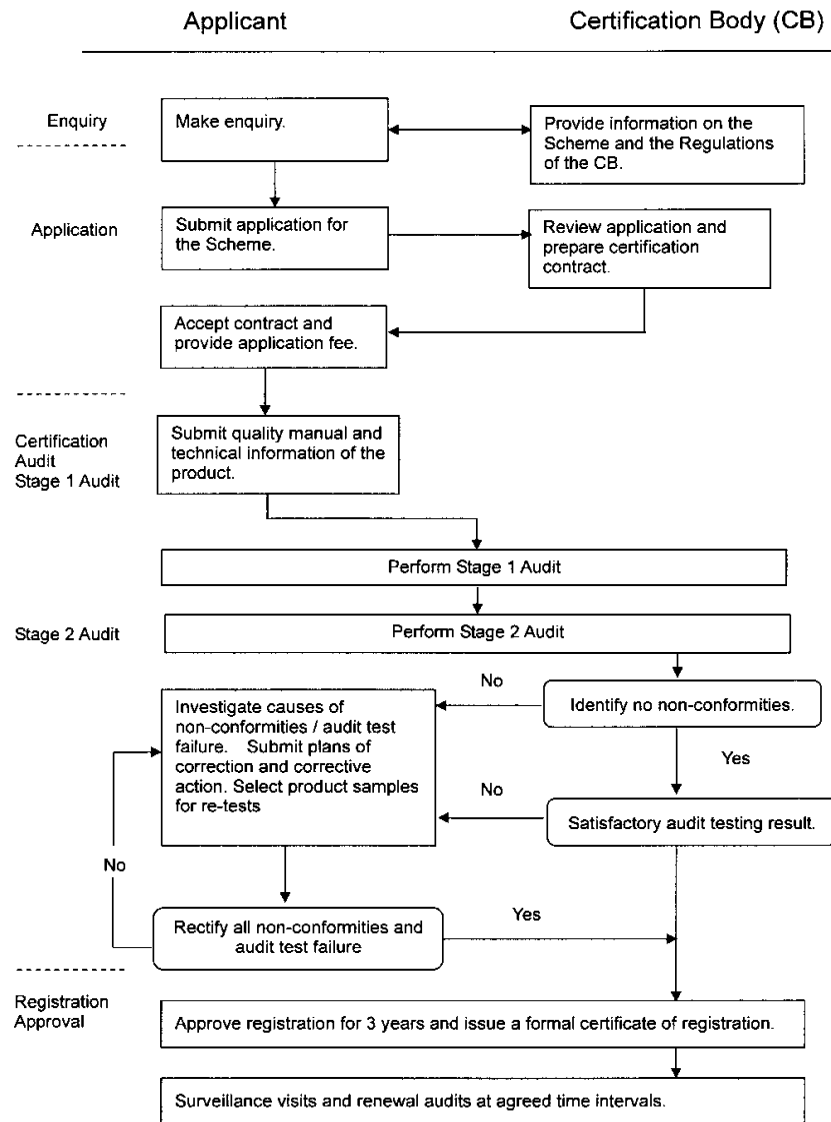 Applicant
Certification Body (CB)
Enquiry
Make enquiry.
Provide information on the
Scheme and the Regulations
of the CB.
Application
Submit application for
the Scheme.
Review application and
prepare certification
contract.
Accept contract and
provide application fee.
Certification
Audit
Stage 1 Audit
Submit quality manual and
technical information of the
product.
Perform Stage 1 Audit
Stage 2 Audit
Perform Stage 2 Audit
No
Identify no non-conformities.
Investigate causes of
non-conformities / audit test
failure. Submit plans of
correction and corrective
action. Select product samples
for re-tests
Yes
No
Satisfactory audit testing result.
No
Rectify all non-conformities and
audit test failure
Yes
Registration
Approval
Approve registration for 3 years and issue a formal certificate of registration.
Surveillance visits and renewal audits at agreed time intervals.